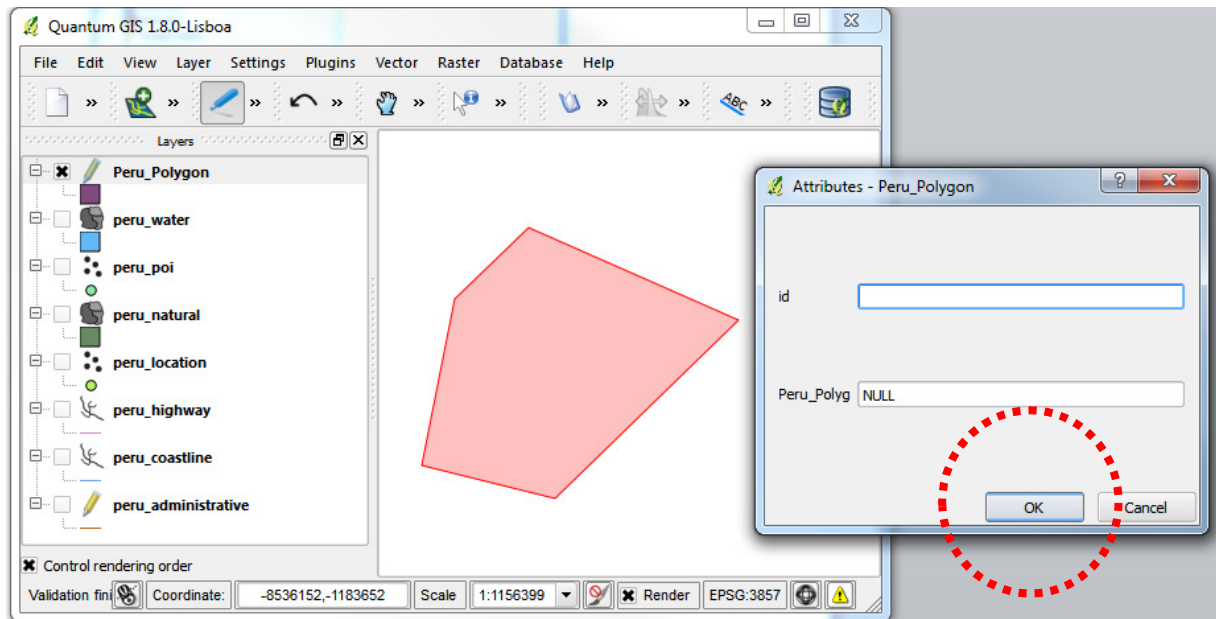 Quantum GIS 1.8.0-Lisboa
File Edit View Layer Settings Plugins Vector Raster Database Help
» » » » » » » » ABC »
Layers
Peru_Polygon
peru_water
peru_poi
peru_natural
peru_location
peru_highway
peru_coastline
peru_administrative
Control rendering order
Validation fini Coordinate: -8536152,-1183652 Scale 1:1156399 Render EPSG:3857
Attributes - Peru_Polygon
id
Peru_Polyg NULL
OK Cancel